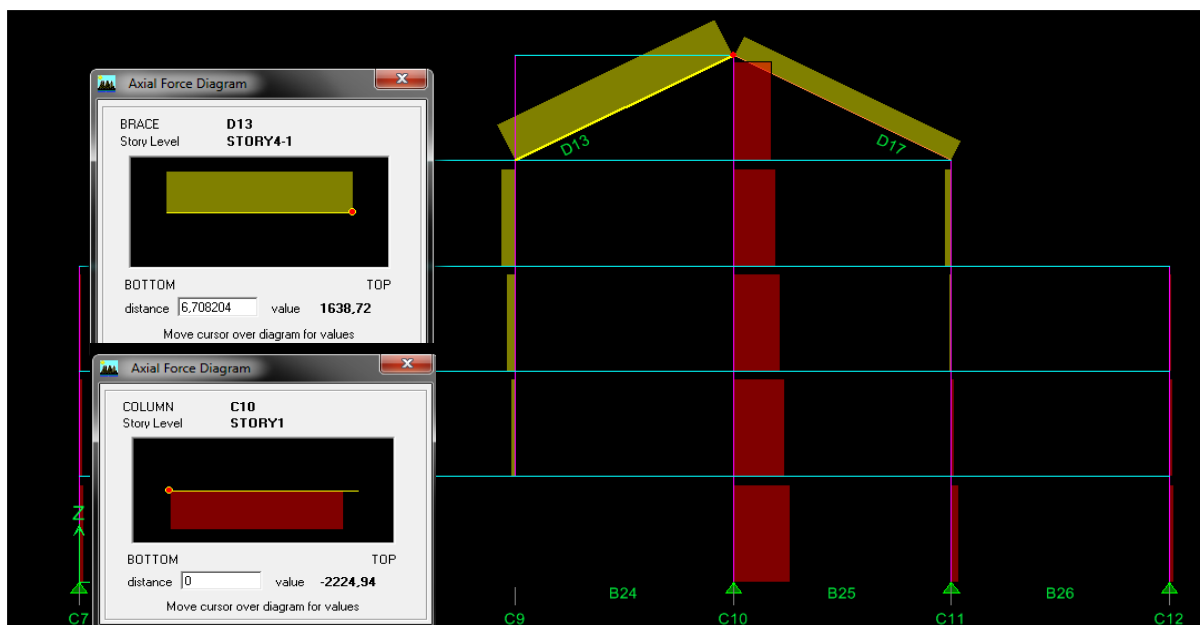 Axial Force Diagram
BRACE D13
Story Level STORY4-1
BOTTOM TOP
distance 6,708204 value 1638,72
Move cursor over diagram for values
Axial Force Diagram
COLUMN C10
Story Level STORY1
BOTTOM TOP
distance 0 value -2224,94
Move cursor over diagram for values
D13
D17
Z
B24
B25
B26
C7
C9
C10
C11
C12